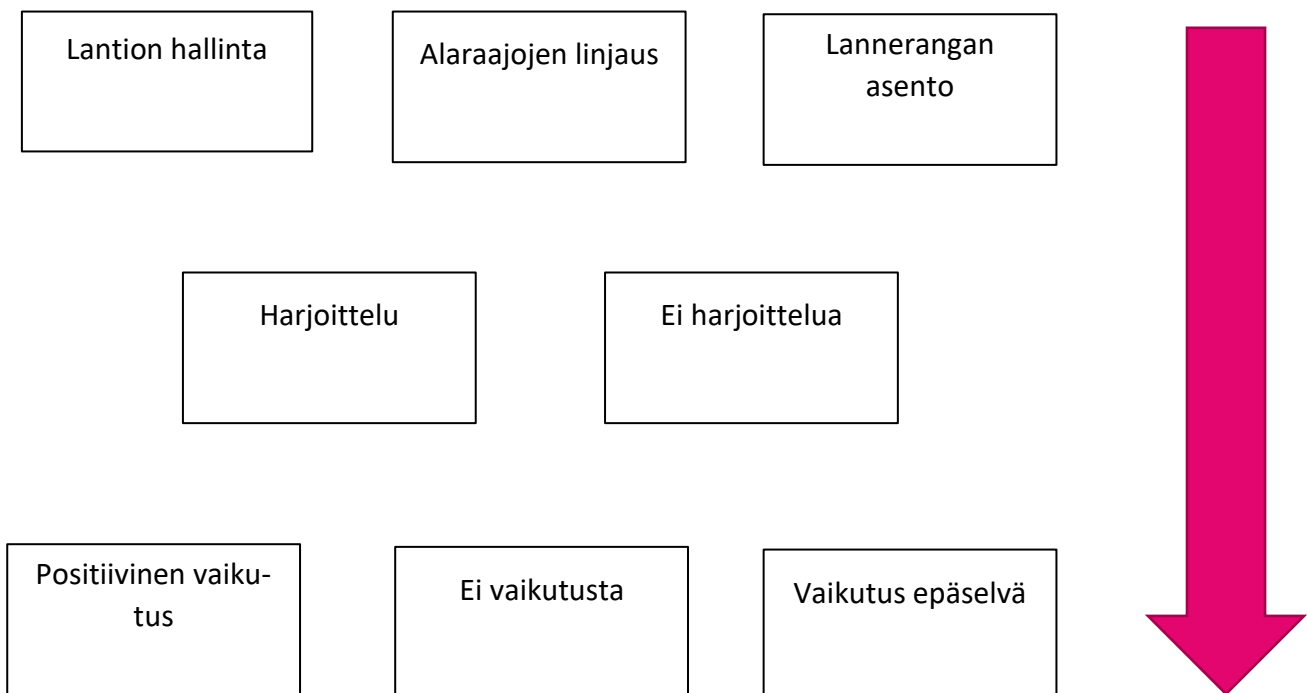 Lantion hallinta
Alaraajojen linjaus
Lannerangan
asento
Harjoittelu
Ei harjoittelua
Positiivinen vaiku-
tus
Ei vaikutusta
Vaikutus epäselvä